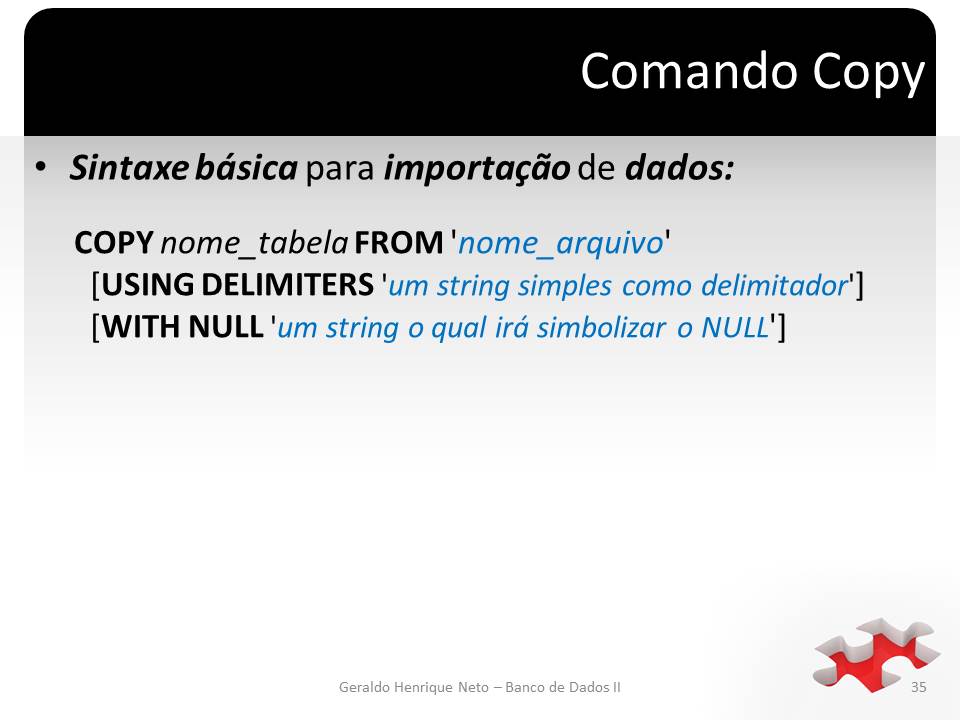 Comando Copy
• Sintaxe básica para importação de dados:
COPY nome_tabela FROM 'nome_arquivo'
[USING DELIMITERS 'um string simples como delimitador']
[WITH NULL 'um string o qual irá simbolizar o NULL']
Geraldo Henrique Neto – Banco de Dados II
35